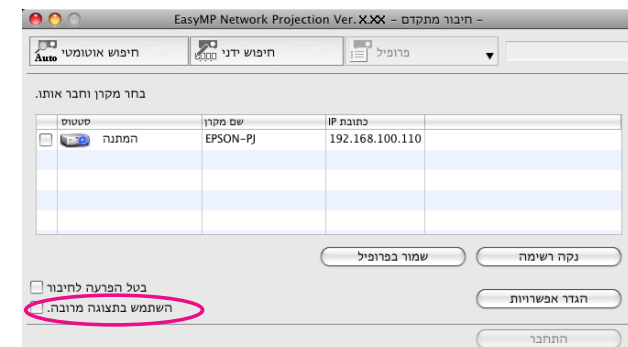 EasyMP Network Projection Ver. X.XX – חיבור מתקדם –
Auto חיפוש אוטומטי
חיפוש ידני
פרופיל
בחר מקרן וחבר אותו.
סטטוס שם מקרן כתובת IP
המתנה EPSON-PJ 192.168.100.110
שמור בפרופיל נקה רשימה
בטל הפרעה לחיבור
השתמש בתצוגה מרובה.
הגדר אפשרויות
התחבר